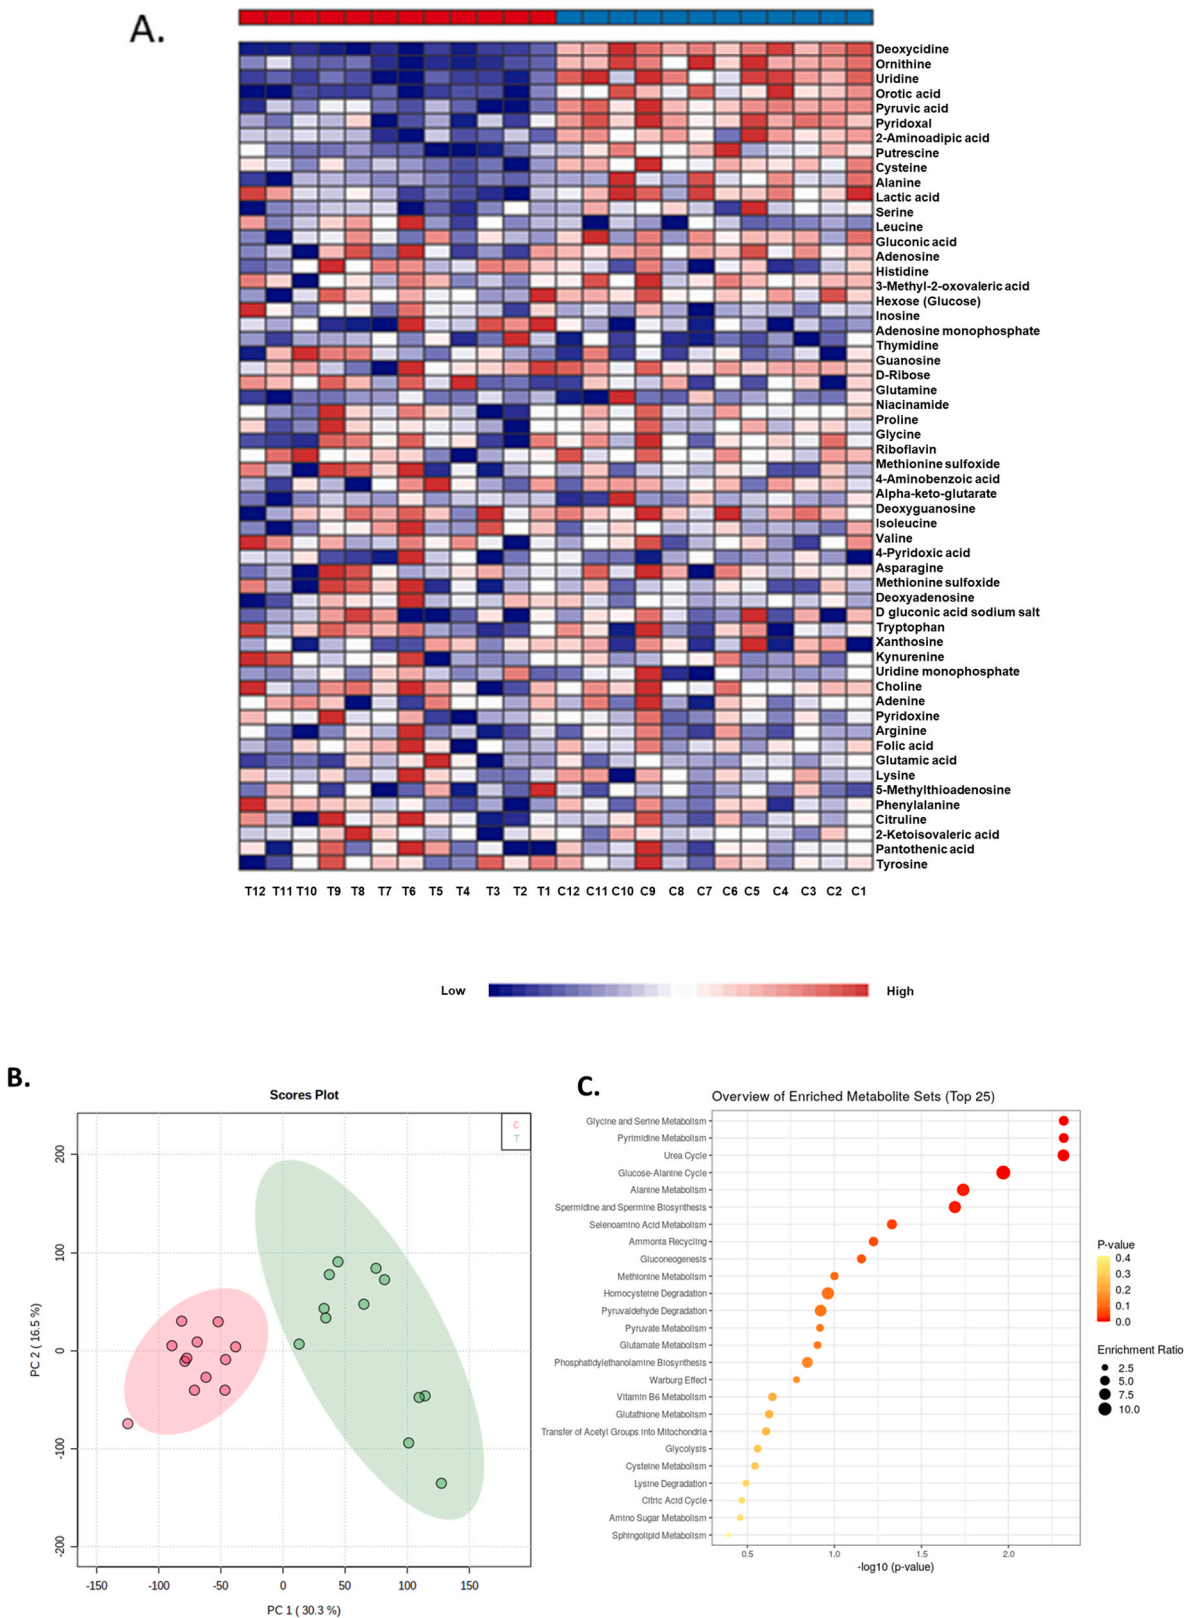 A.
Deoxycidine
Ornithine
Uridine
Orotic acid
Pyruvic acid
Pyridoxal
2-Aminoadipic acid
Putrescine
Cysteine
Alanine
Lactic acid
Serine
Leucine
Gluconic acid
Adenosine
Histidine
3-Methyl-2-oxovaleric acid
Hexose (Glucose)
Inosine
Adenosine monophosphate
Thymidine
Guanosine
D-Ribose
Glutamine
Niacinamide
Proline
Glycine
Riboflavin
Methionine sulfoxide
4-Aminobenzoic acid
Alpha-keto-glutarate
Deoxyguanosine
Isoleucine
Valine
4-Pyridoxic acid
Asparagine
Methionine sulfoxide
Deoxyadenosine
D gluconic acid sodium salt
Tryptophan
Xanthosine
Kynurenine
Uridine monophosphate
Choline
Adenine
Pyridoxine
Arginine
Folic acid
Glutamic acid
Lysine
5-Methylthioadenosine
Phenylalanine
Citruline
2-Ketoisovaleric acid
Pantothenic acid
Tyrosine
T12 T11 T10 T9 T8 T7 T6 T5 T4 T3 T2 T1 C12 C11 C10 C9 C8 C7 C6 C5 C4 C3 C2 C1
Low High
B.
Scores Plot
C
T
PC 2 ( 16.5 %)
200
100
0
-100
-200
-150 -100 -50 0 50 100 150
PC 1 ( 30.3 %)
C.
Overview of Enriched Metabolite Sets (Top 25)
Glycine and Serine Metabolism
Pyrimidine Metabolism
Urea Cycle
Glucose-Alanine Cycle
Alanine Metabolism
Spermidine and Spermine Biosynthesis
Selenoamino Acid Metabolism
Ammonia Recycling
Gluconeogenesis
Methionine Metabolism
Homocysteine Degradation
Pyruvaldehyde Degradation
Pyruvate Metabolism
Glutamate Metabolism
Phosphatidylethanolamine Biosynthesis
Warburg Effect
Vitamin B6 Metabolism
Glutathione Metabolism
Transfer of Acetyl Groups into Mitochondria
Glycolysis
Cysteine Metabolism
Lysine Degradation
Citric Acid Cycle
Amino Sugar Metabolism
Sphingolipid Metabolism
0.5 1.0 1.5 2.0
-log10 (p-value)
P-value
0.4
0.3
0.2
0.1
0.0
Enrichment Ratio
2.5
5.0
7.5
10.0